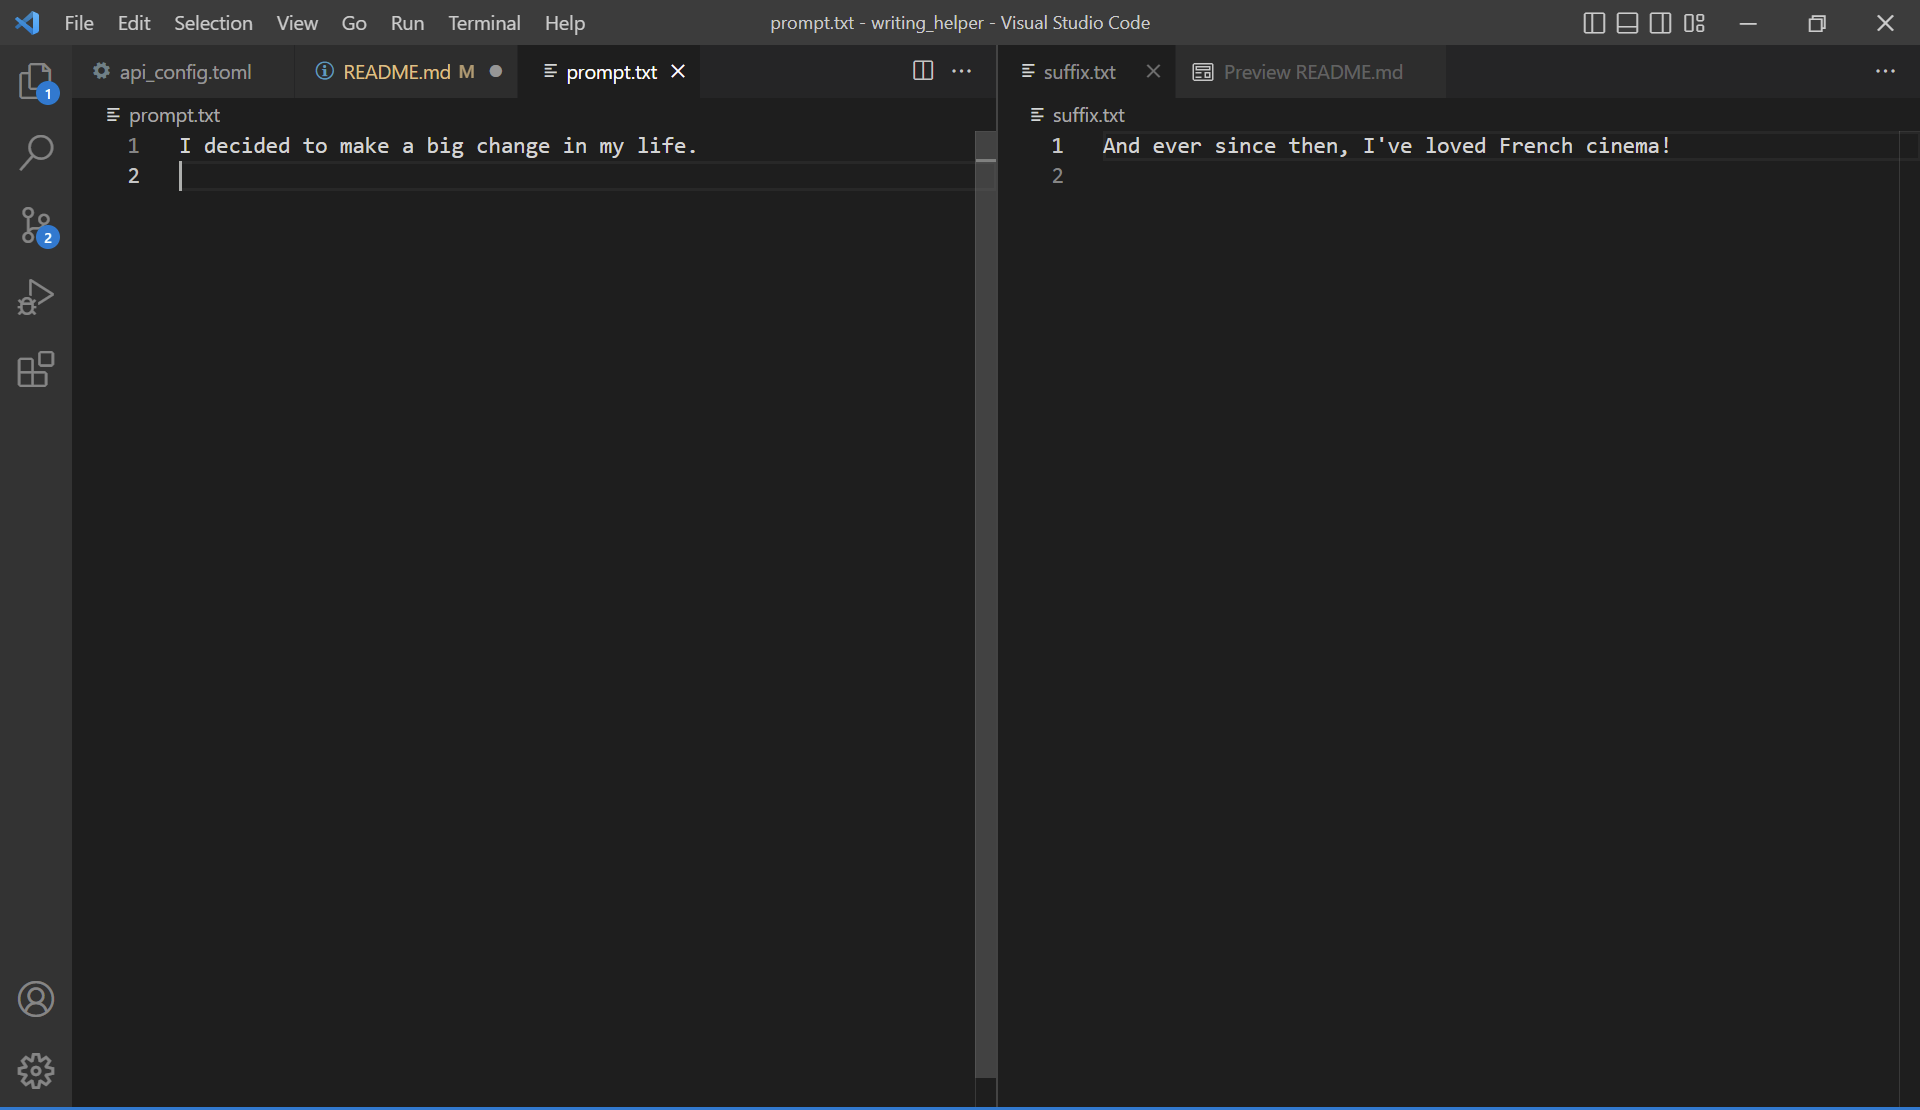 File Edit Selection View Go Run Terminal Help prompt.txt - writing_helper - Visual Studio Code
api_config.toml README.md M prompt.txt
suffix.txt Preview README.md
1
2
prompt.txt
1 I decided to make a big change in my life.
2
suffix.txt
1 And ever since then, I've loved French cinema!
2